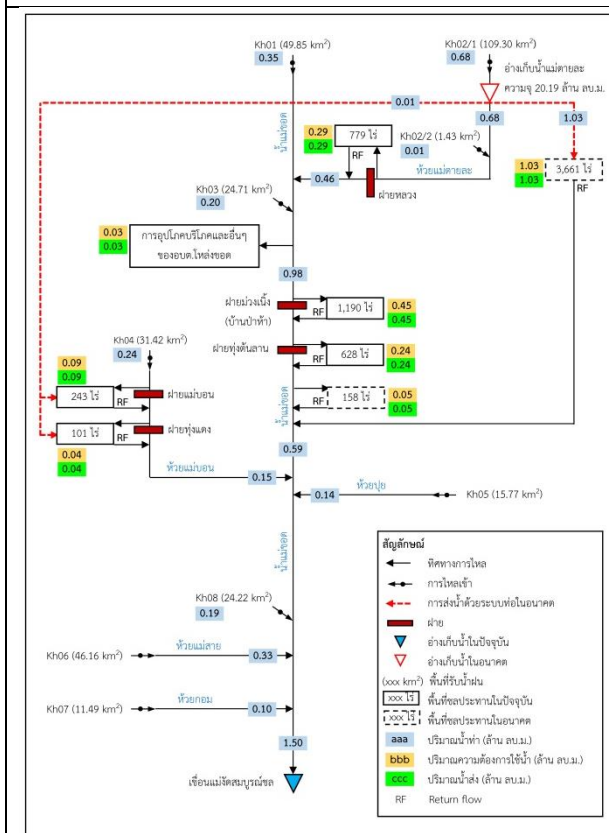 Kh01 (49.85 km²)
0.35
Kh02/1 (109.30 km²)
0.68
อ่างเก็บน้ำแม่ตายละ
ความจุ 20.19 ล้าน ลบ.ม.
0.01
0.68
1.03
น้ำแม่ขอด
0.29
0.29
779 ไร่
RF
Kh02/2 (1.43 km²)
0.01
1.03
1.03
3,661 ไร่
RF
0.46
ห้วยแม่ตายละ
ฝายหลวง
Kh03 (24.71 km²)
0.20
0.03
0.03
การอุปโภคบริโภคและอื่นๆ
ของอบต.โหล่งขอด
0.98
ฝายม่วงเนิ้ง
(บ้านป่าห้า)
RF
1,190 ไร่
0.45
0.45
Kh04 (31.42 km²)
0.24
ฝายทุ่งต้นลาน
RF
628 ไร่
0.24
0.24
0.09
0.09
243 ไร่
RF
ฝายแม่บอน
น้ำแม่ขอด
RF
158 ไร่
0.05
0.05
101 ไร่
RF
ฝายทุ่งแดง
0.04
0.04
0.59
ห้วยแม่บอน
0.15
0.14
ห้วยปุย
Kh05 (15.77 km²)
น้ำแม่ขอด
Kh08 (24.22 km²)
0.19
Kh06 (46.16 km²)
ห้วยแม่สาย
0.33
Kh07 (11.49 km²)
ห้วยกอม
0.10
1.50
เขื่อนแม่งัดสมบูรณ์ชล
สัญลักษณ์
ทิศทางการไหล
การไหลเข้า
การส่งน้ำด้วยระบบท่อในอนาคต
ฝาย
อ่างเก็บน้ำในปัจจุบัน
อ่างเก็บน้ำในอนาคต
(xxx km²) พื้นที่รับน้ำฝน
xxx ไร่ พื้นที่ชลประทานในปัจจุบัน
xxx ไร่ พื้นที่ชลประทานในอนาคต
aaa ปริมาณน้ำท่า (ล้าน ลบ.ม.)
bbb ปริมาณความต้องการใช้น้ำ (ล้าน ลบ.ม.)
ccc ปริมาณน้ำส่ง (ล้าน ลบ.ม.)
RF Return flow